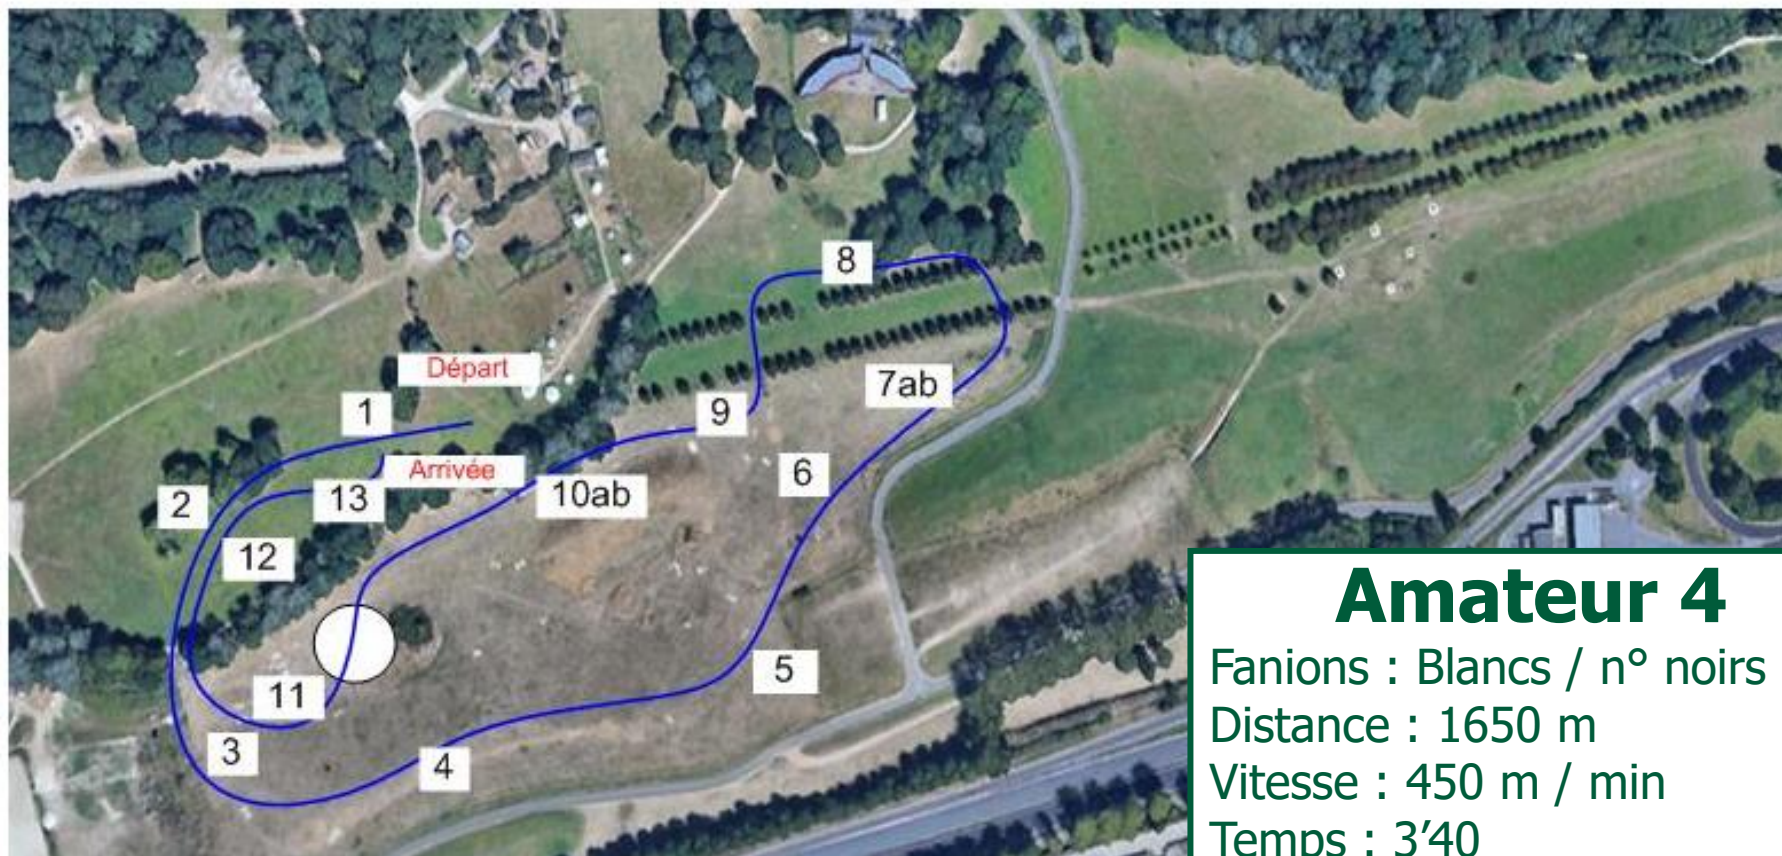 8
Départ
7ab
1
9
Arrivée
6
2
13
10ab
12
5
11
3
4
Amateur 4
Fanions : Blancs / n° noirs
Distance : 1650 m
Vitesse : 450 m / min
Temps : 3’40